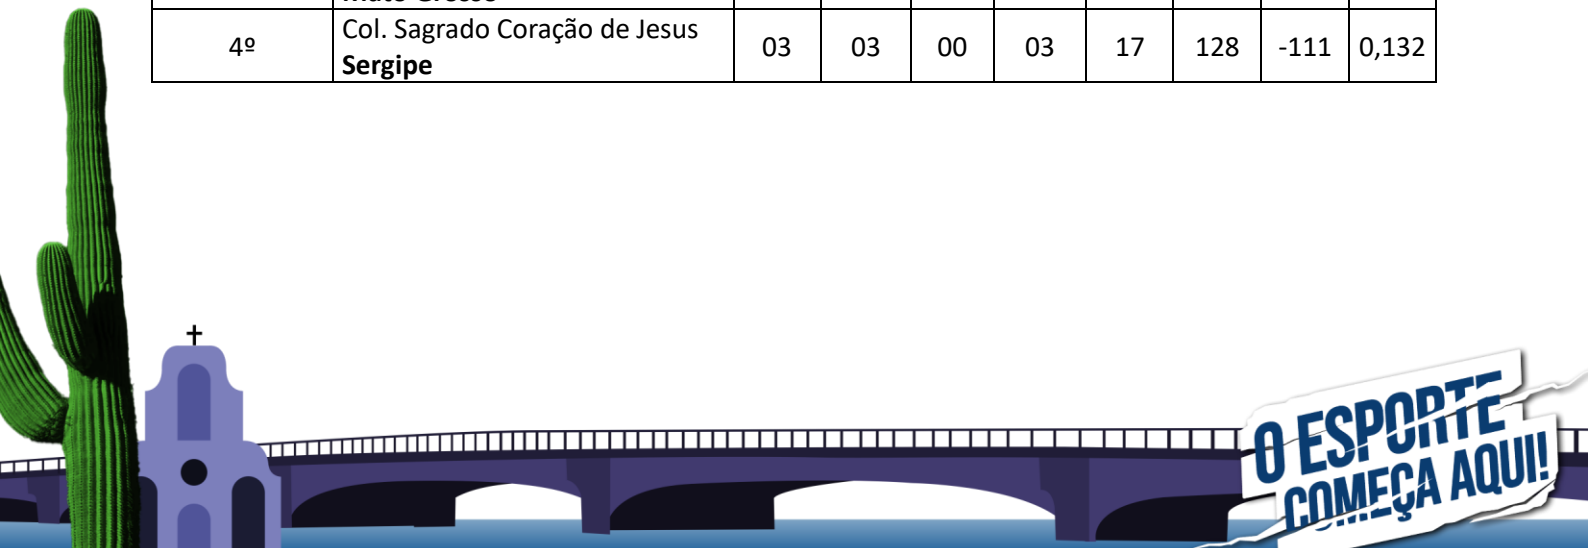 4º Col. Sagrado Coração de Jesus 03 03 00 03 17 128 -111 0,132
Sergipe
O ESPORTE
COMEÇA AQUI!